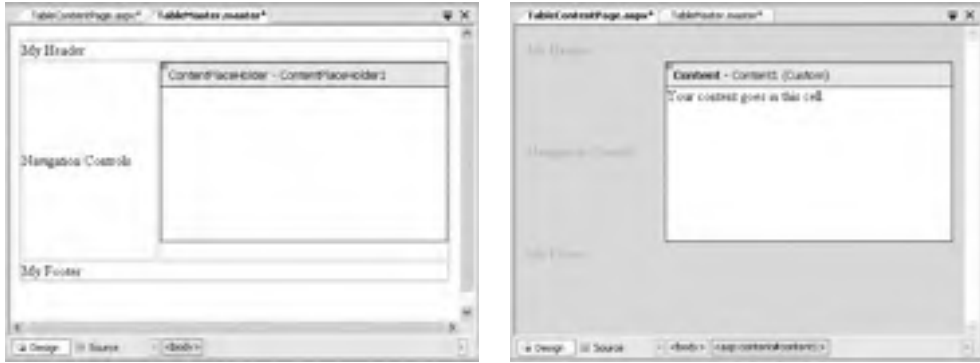 TableContentPage.aspx* TableMaster.master*
My Header
ContentPlaceHolder - ContentPlaceHolder1
Navigation Controls
My Footer
Design Source <body>
TableContentPage.aspx* TableMaster.master*
My Header
Content - Content1 (Custom)
Your content goes in this cell.
Navigation Controls
My Footer
Design Source <body> <asp:content#content1>